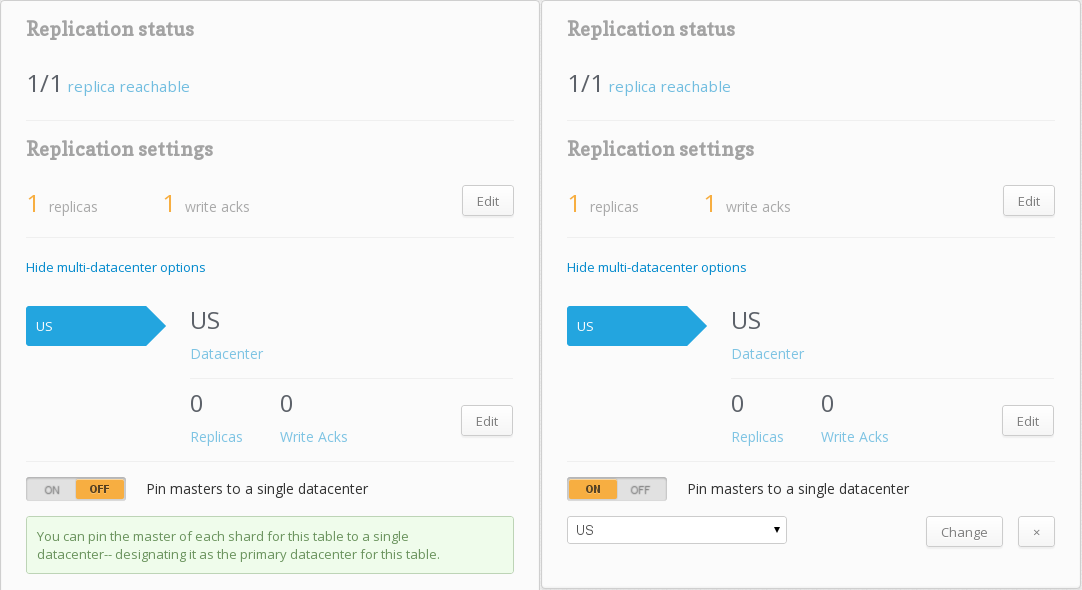 Replication status
1/1 replica reachable
Replication settings
1 replicas 1 write acks Edit
Hide multi-datacenter options
US
US
Datacenter
0 0
Replicas Write Acks Edit
ON OFF Pin masters to a single datacenter
You can pin the master of each shard for this table to a single
datacenter-- designating it as the primary datacenter for this table.
Replication status
1/1 replica reachable
Replication settings
1 replicas 1 write acks Edit
Hide multi-datacenter options
US
US
Datacenter
0 0
Replicas Write Acks Edit
ON OFF Pin masters to a single datacenter
US Change ×